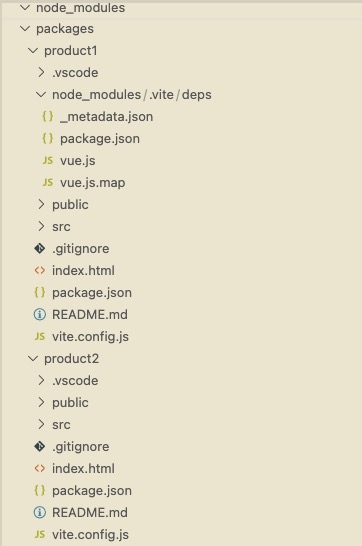 node_modules
packages
product1
.vscode
node_modules/.vite/deps
{} _metadata.json
{} package.json
JS vue.js
JS vue.js.map
public
src
.gitignore
<> index.html
{} package.json
README.md
JS vite.config.js
product2
.vscode
public
src
.gitignore
<> index.html
{} package.json
README.md
JS vite.config.js